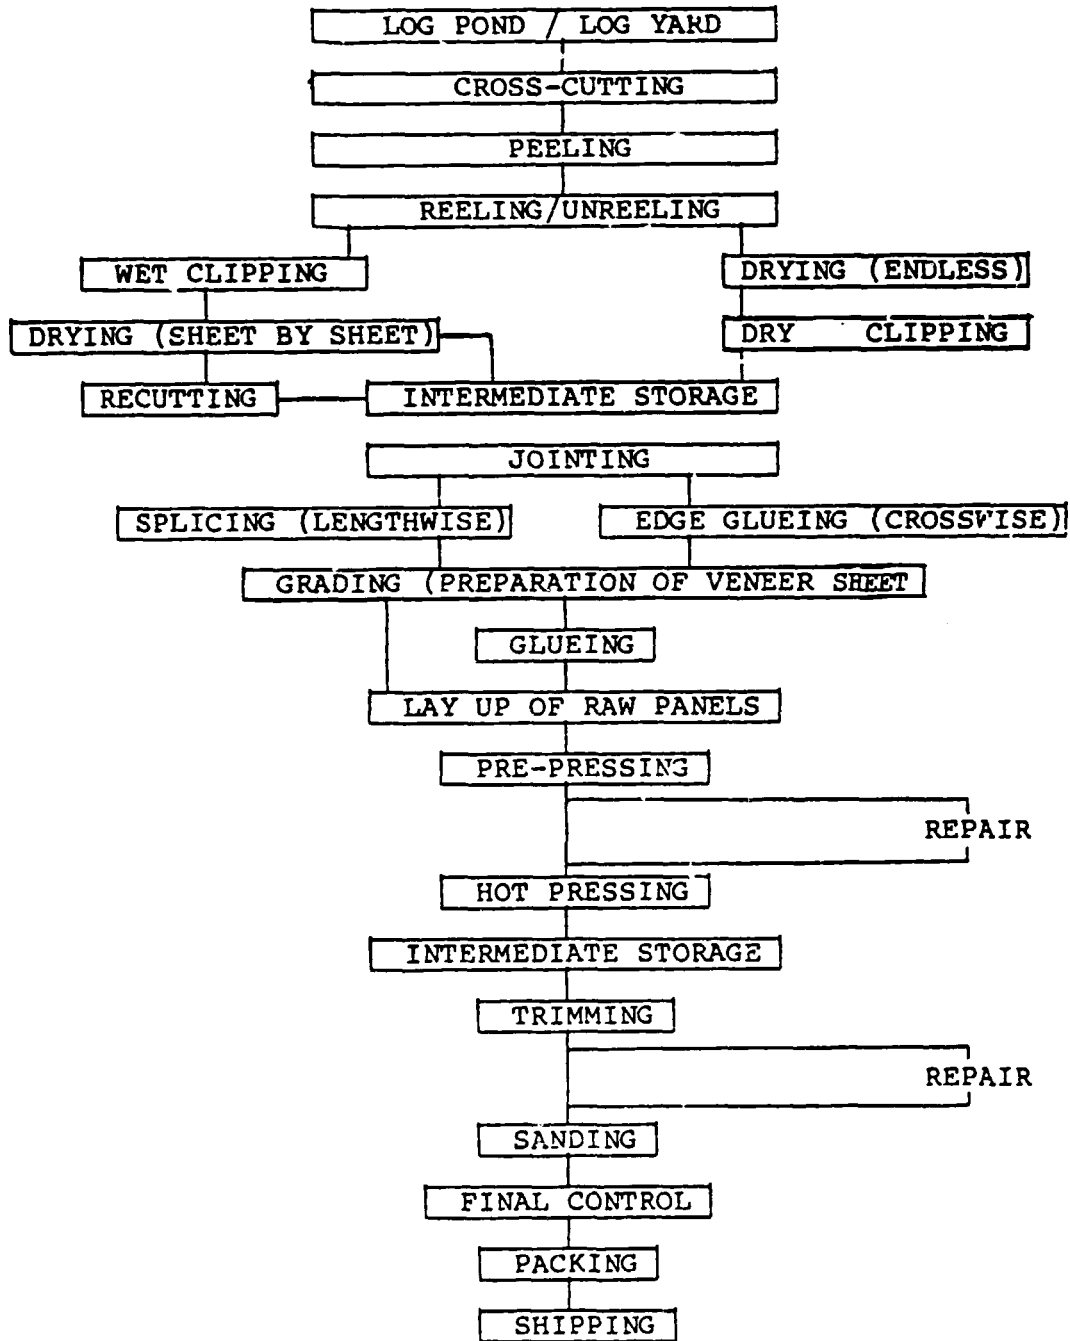 LOG POND / LOG YARD
CROSS-CUTTING
PEELING
REELING/UNREELING
WET CLIPPING
DRYING (ENDLESS)
DRYING (SHEET BY SHEET)
DRY CLIPPING
RECUTTING
INTERMEDIATE STORAGE
JOINTING
SPLICING (LENGTHWISE)
EDGE GLUEING (CROSSWISE)
GRADING (PREPARATION OF VENEER SHEET
GLUEING
LAY UP OF RAW PANELS
PRE-PRESSING
REPAIR
HOT PRESSING
INTERMEDIATE STORAGE
TRIMMING
REPAIR
SANDING
FINAL CONTROL
PACKING
SHIPPING